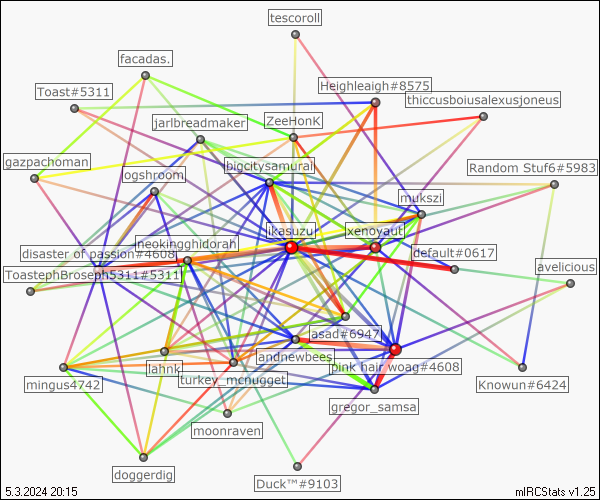 tescoroll
facadas.
Heighleaigh#8575
Toast#5311
thiccusboiusalexusjoneus
jarlbreadmaker
ZeeHonK
gazpachoman
bigcitysamurai
Random Stuf6#5983
ogshroom
mukszi
ikasuzu
xenoyaut
neokingghidorah
disaster of passion#4608
default#0617
ToastephBroseph5311#5311
avelicious
asad#6947
landnewbees
lahnk
pink hair woag#4608
turkey_mcnugget
mingus4742
Knowun#6424
gregor_samsa
moonraven
doggerdig
Duck™#9103
5.3.2024 20:15
mIRCStats v1.25